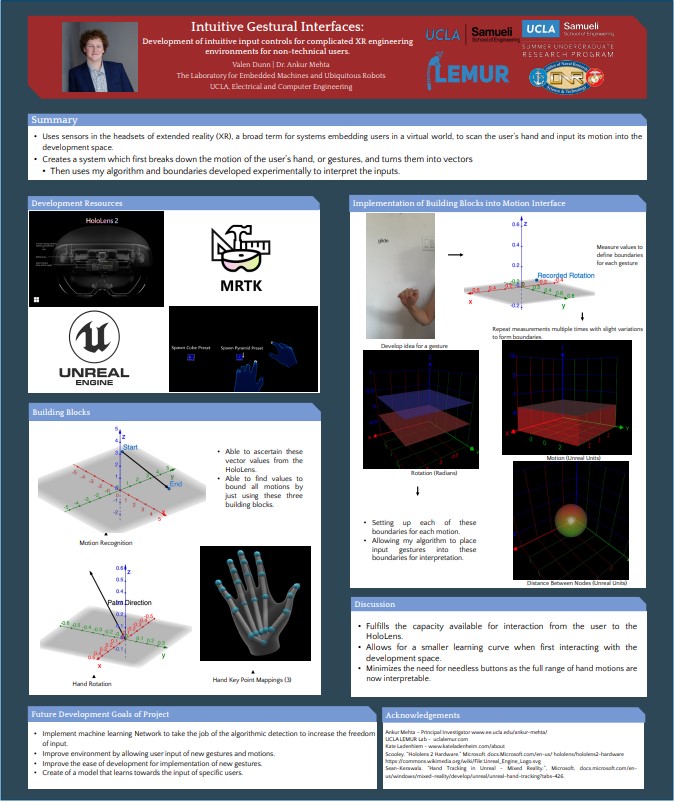 Intuitive Gestural Interfaces:
Development of intuitive input controls for complicated XR engineering
environments for non-technical users.
Valen Dunn | Dr. Ankur Mehta
The Laboratory for Embedded Machines and Ubiquitous Robots
UCLA, Electrical and Computer Engineering
UCLA Samueli
School of Engineering
UCLA Samueli
School of Engineering
SUMMER UNDERGRADUATE
RESEARCH PROGRAM
LEMUR
ONR
Summary
• Uses sensors in the headsets of extended reality (XR), a broad term for systems embedding users in a virtual world, to scan the user's hand and input its motion into the
development space.
• Creates a system which first breaks down the motion of the user's hand, or gestures, and turns them into vectors
• Then uses my algorithm and boundaries developed experimentally to interpret the inputs.
Development Resources
HoloLens 2
MRTK
UNREAL
ENGINE
Spawn Cube Preset
Spawn Pyramid Preset
Building Blocks
Start
End
Motion Recognition
• Able to ascertain these
vector values from the
HoloLens.
• Able to find values to
bound all motions by
just using these three
building blocks.
Palm Direction
Hand Rotation
Hand Key Point Mappings (3)
Implementation of Building Blocks into Motion Interface
glide
Develop idea for a gesture
Recorded Rotation
Measure values to
define boundaries
for each gesture
Repeat measurements multiple times with slight variations
to form boundaries.
Rotation (Radians)
Motion (Unreal Units)
• Setting up each of these
boundaries for each motion.
• Allowing my algorithm to place
input gestures into these
boundaries for interpretation.
Distance Between Nodes (Unreal Units)
Discussion
• Fulfills the capacity available for interaction from the user to the
HoloLens.
• Allows for a smaller learning curve when first interacting with the
development space.
• Minimizes the need for needless buttons as the full range of hand motions are
now interpretable.
Future Development Goals of Project
• Implement machine learning Network to take the job of the algorithmic detection to increase the freedom
of input.
• Improve environment by allowing user input of new gestures and motions.
• Improve the ease of development for implementation of new gestures.
• Create of a model that learns towards the input of specific users.
Acknowledgements
Ankur Mehta – Principal Investigator www.ee.ucla.edu/ankur-mehta/
UCLA LEMUR Lab – uclalemur.com
Kate Ladenhiem – www.kateladenheim.com/about
Scooley. "Hololens 2 Hardware." Microsoft. docs.Microsoft.com/en-us/ hololens/hololens2-hardware
https://commons.wikimedia.org/wiki/File:Unreal_Engine_Logo.svg
Sean-Kerawala. "Hand Tracking in Unreal – Mixed Reality.", Microsoft, docs.microsoft.com/en-
us/windows/mixed-reality/develop/unreal/unreal-hand-tracking?tabs=426.